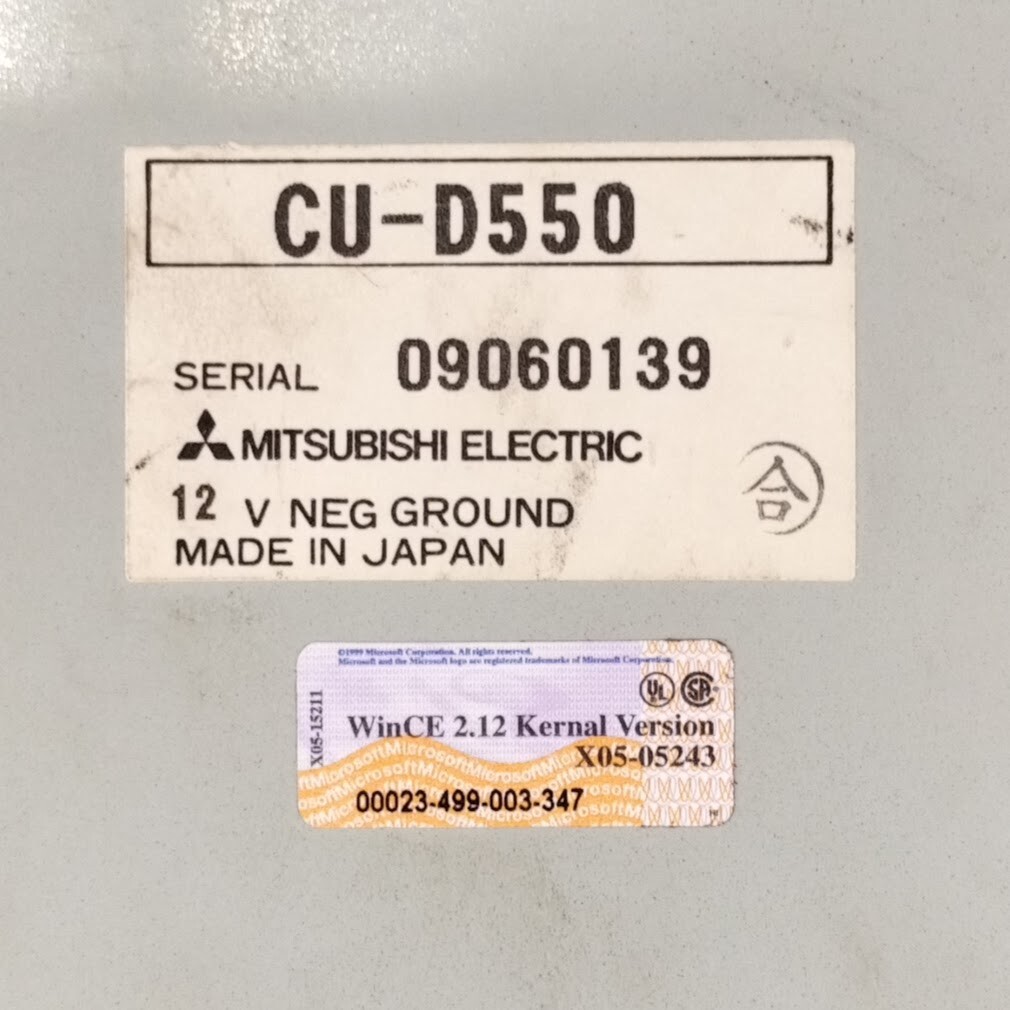 CU-D550
SERIAL 09060139
MITSUBISHI ELECTRIC
12 V NEG GROUND
MADE IN JAPAN
合
©1999 Microsoft Corporation. All rights reserved.
Microsoft and the Microsoft logo are registered trademarks of Microsoft Corporation.
UL SA
X05-15211
WinCE 2.12 Kernal Version
X05-05243
00023-499-003-347